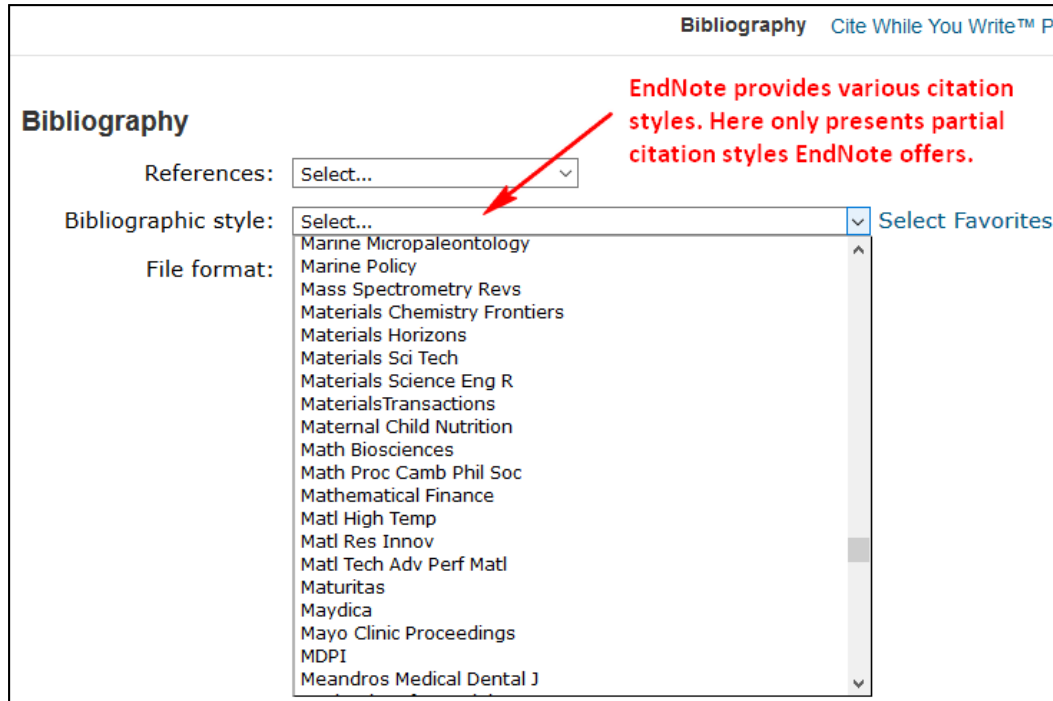 Bibliography Cite While You Write™ P
EndNote provides various citation
styles. Here only presents partial
citation styles EndNote offers.
Bibliography
References: Select...
Bibliographic style: Select... Select Favorites
File format:
Marine Micropaleontology
Marine Policy
Mass Spectrometry Revs
Materials Chemistry Frontiers
Materials Horizons
Materials Sci Tech
Materials Science Eng R
MaterialsTransactions
Maternal Child Nutrition
Math Biosciences
Math Proc Camb Phil Soc
Mathematical Finance
Matl High Temp
Matl Res Innov
Matl Tech Adv Perf Matl
Maturitas
Maydica
Mayo Clinic Proceedings
MDPI
Meandros Medical Dental J